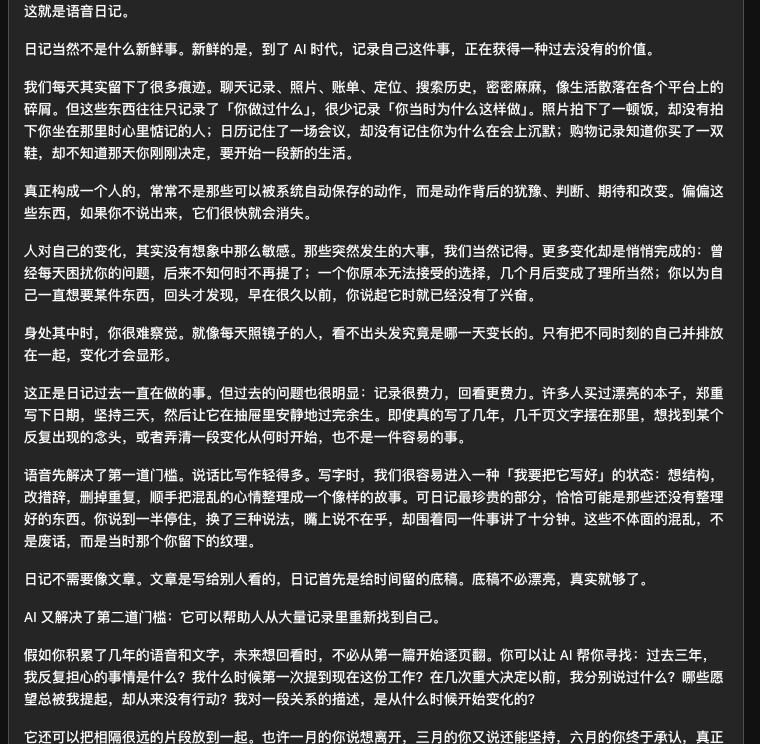 这就是语音日记。
日记当然不是什么新鲜事。新鲜的是，到了 AI 时代，记录自己这件事，正在获得一种过去没有的价值。
我们每天其实留下了很多痕迹。聊天记录、照片、账单、定位、搜索历史，密密麻麻，像生活散落在各个平台上的
碎屑。但这些东西往往只记录了「你做过什么」，很少记录「你当时为什么这样做」。照片拍下了一顿饭，却没有拍
下你坐在那里时心里惦记的人；日历记住了一场会议，却没有记住你为什么在会上沉默；购物记录知道你买了一双
鞋，却不知道那天你刚刚决定，要开始一段新的生活。
真正构成一个人的，常常不是那些可以被系统自动保存的动作，而是动作背后的犹豫、判断、期待和改变。偏偏这
些东西，如果你不说出来，它们很快就会消失。
人对自己的变化，其实没有想象中那么敏感。那些突然发生的大事，我们当然记得。更多变化却是悄悄完成的：曾
经每天困扰你的问题，后来不知何时不再提了；一个你原本无法接受的选择，几个月后变成了理所当然；你以为自
己一直想要某件东西，回头才发现，早在很久以前，你说起它时就已经没有了兴奋。
身处其中时，你很难察觉。就像每天照镜子的人，看不出头发究竟是哪一天变长的。只有把不同时刻的自己并排放
在一起，变化才会显形。
这正是日记过去一直在做的事。但过去的问题也很明显：记录很费力，回看更费力。许多人买过漂亮的本子，郑重
写下日期，坚持三天，然后让它在抽屉里安静地过完余生。即使真的写了几年，几千页文字摆在那里，想找到某个
反复出现的念头，或者弄清一段变化从何时开始，也不是一件容易的事。
语音先解决了第一道门槛。说话比写作轻得多。写字时，我们很容易进入一种「我要把它写好」的状态：想结构，
改措辞，删掉重复，顺手把混乱的心情整理成一个像样的故事。可日记最珍贵的部分，恰恰可能是那些还没有整理
好的东西。你说到一半停住，换了三种说法，嘴上说不在乎，却围着同一件事讲了十分钟。这些不体面的混乱，不
是废话，而是当时那个你留下的纹理。
日记不需要像文章。文章是写给别人看的，日记首先是给时间留的底稿。底稿不必漂亮，真实就够了。
AI 又解决了第二道门槛：它可以帮助人从大量记录里重新找到自己。
假如你积累了几年的语音和文字，未来想回看时，不必从第一篇开始逐页翻。你可以让 AI 帮你寻找：过去三年，
我反复担心的事情是什么？我什么时候第一次提到现在这份工作？在几次重大决定以前，我分别说过什么？哪些愿
望总被我提起，却从来没有行动？我对一段关系的描述，是从什么时候开始变化的？
它还可以把相隔很远的片段放到一起。也许一月的你说想离开，三月的你又说还能坚持，六月的你终于承认，真正